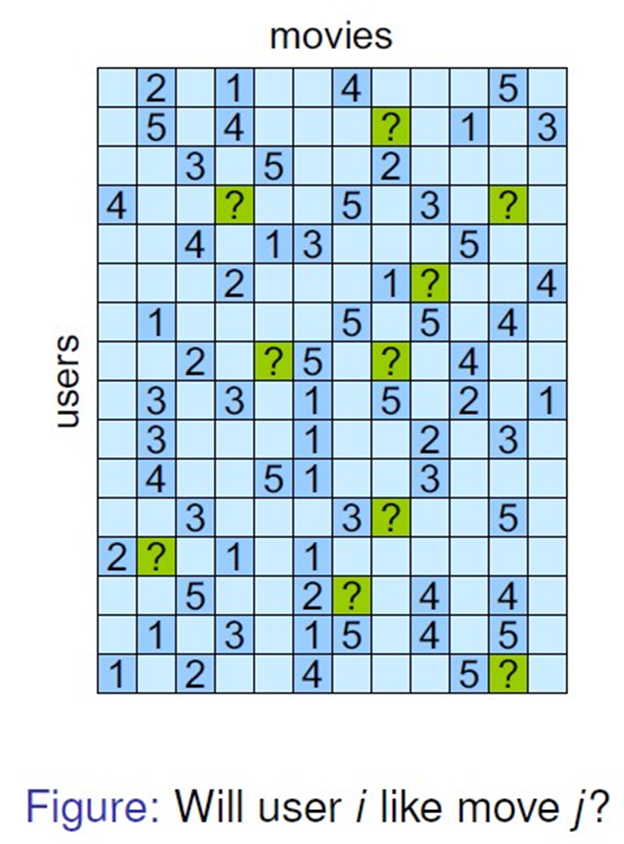 movies
2 1 4 5
5 4 ? 1 3
3 5 2
4 ? 5 3 ?
4 1 3 5
2 1 ? 4
1 5 5 4
users
2 ? 5 ? 4
3 3 1 5 2 1
3 1 2 3
4 5 1 3
3 3 ? 5
2 ? 1 1
5 2 ? 4 4
1 3 1 5 4 5
1 2 4 5 ?
Figure: Will user i like move j?